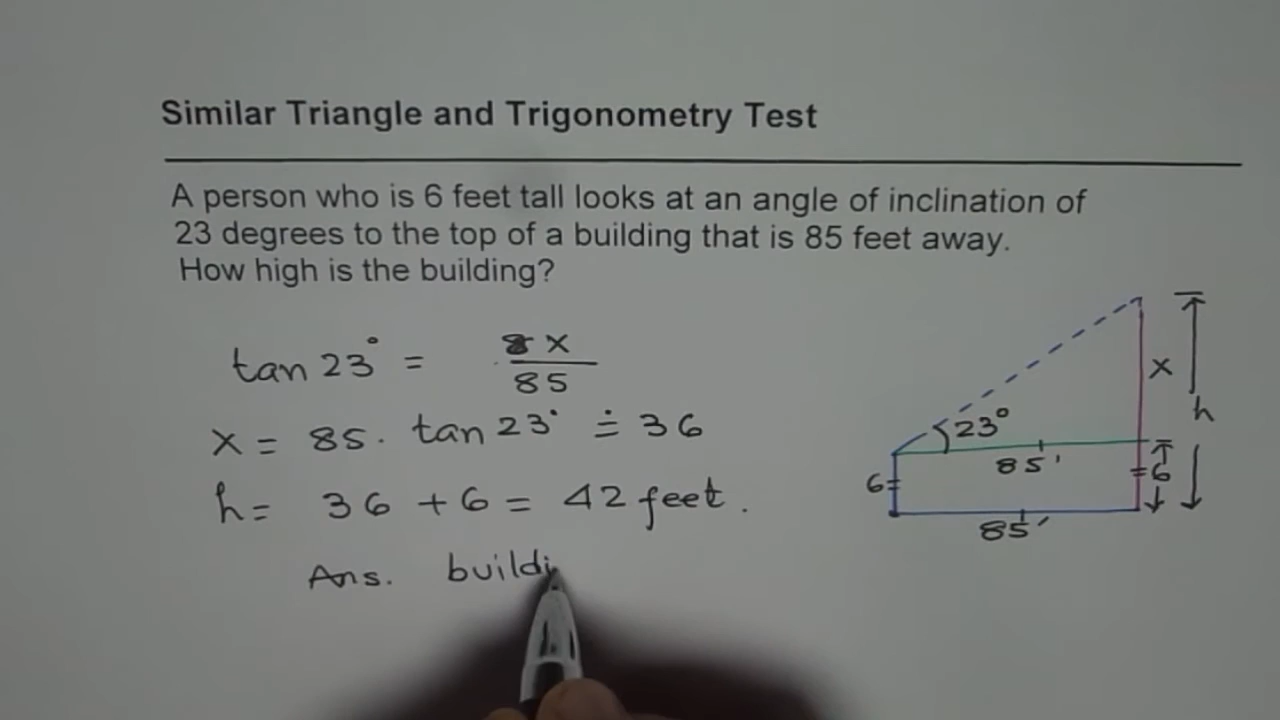 Similar Triangle and Trigonometry Test
A person who is 6 feet tall looks at an angle of inclination of
23 degrees to the top of a building that is 85 feet away.
How high is the building?
tan 23° = x/85
x = 85 · tan 23° ≐ 36
h = 36 + 6 = 42 feet.
Ans. buildi
x
h
23°
85'
6
6
85'